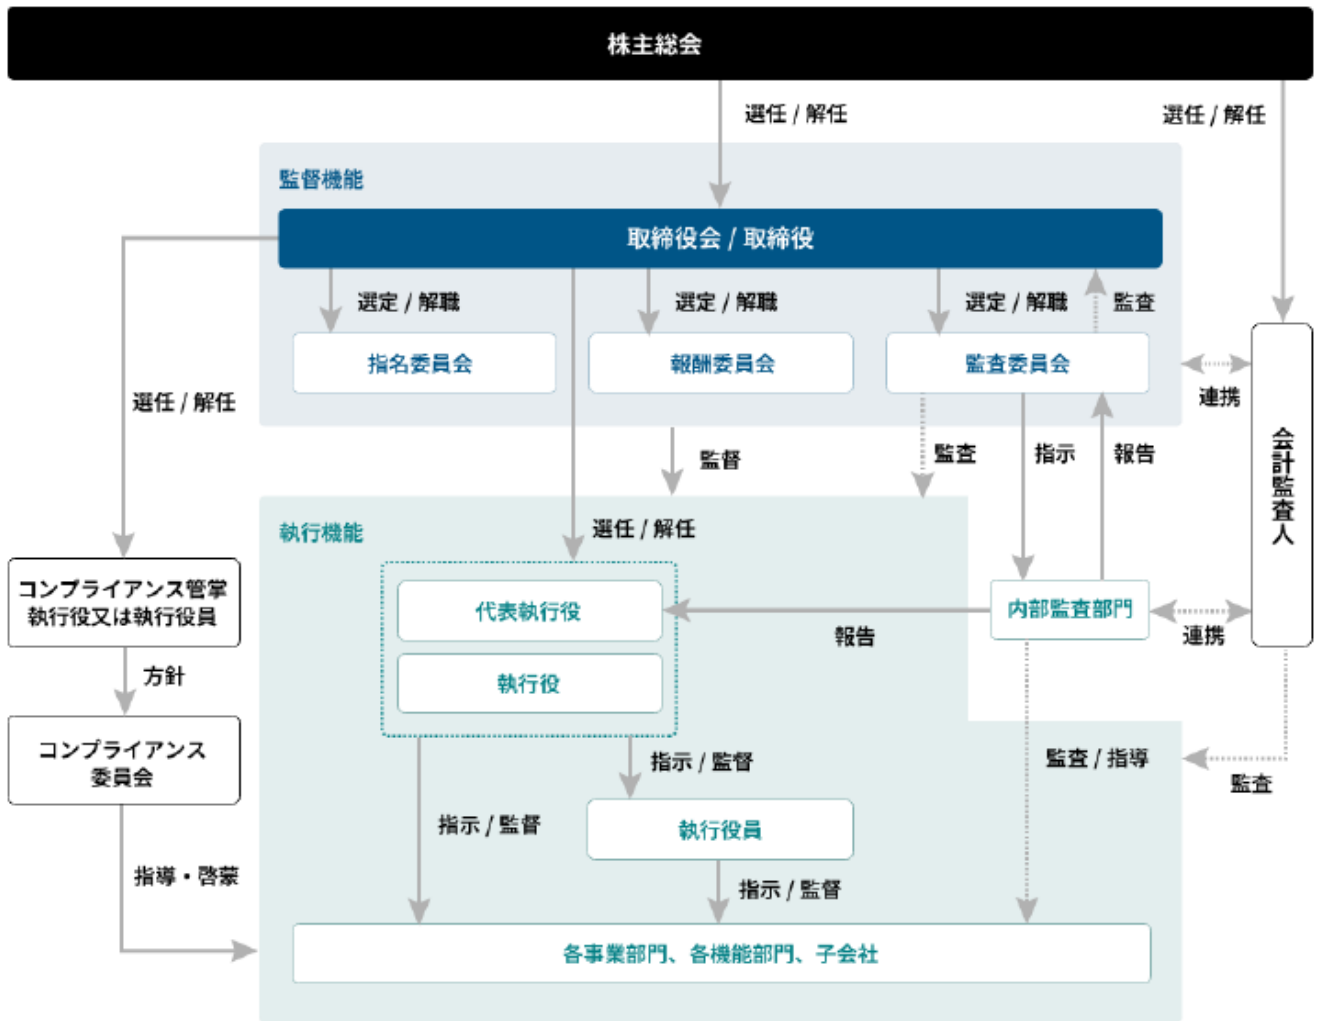 株主総会
選任 / 解任
選任 / 解任
監督機能
取締役会 / 取締役
選定 / 解職
選定 / 解職
選定 / 解職
監査
指名委員会
報酬委員会
監査委員会
連携
選任 / 解任
監督
監査
指示
報告
会計監査人
執行機能
選任 / 解任
コンプライアンス管掌
執行役又は執行役員
代表執行役
内部監査部門
報告
連携
方針
執行役
コンプライアンス
委員会
指示 / 監督
監査 / 指導
監査
指示 / 監督
執行役員
指導・啓蒙
指示 / 監督
各事業部門、各機能部門、子会社